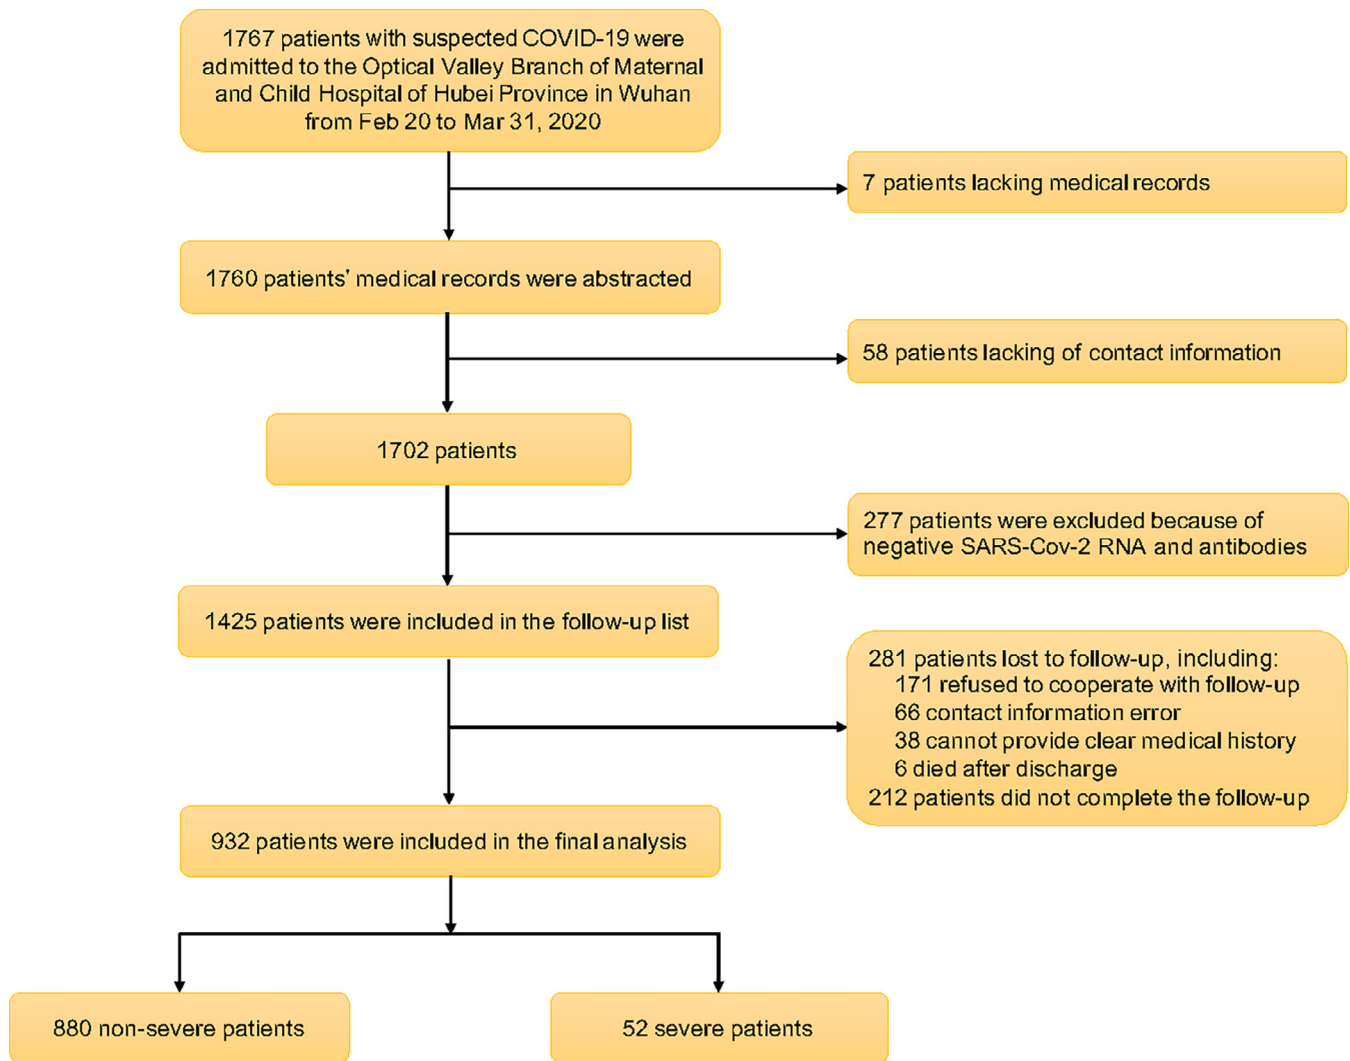 1767 patients with suspected COVID-19 were
admitted to the Optical Valley Branch of Maternal
and Child Hospital of Hubei Province in Wuhan
from Feb 20 to Mar 31, 2020
7 patients lacking medical records
1760 patients' medical records were abstracted
58 patients lacking of contact information
1702 patients
277 patients were excluded because of
negative SARS-Cov-2 RNA and antibodies
1425 patients were included in the follow-up list
281 patients lost to follow-up, including:
171 refused to cooperate with follow-up
66 contact information error
38 cannot provide clear medical history
6 died after discharge
212 patients did not complete the follow-up
932 patients were included in the final analysis
880 non-severe patients
52 severe patients